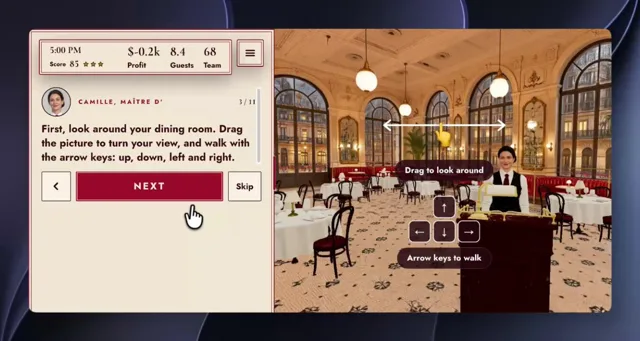 5:00 PM
Score 85 ★★★
$-0.2k
Profit
8.4
Guests
68
Team
CAMILLE, MAÎTRE D'
3/11
First, look around your dining room. Drag
the picture to turn your view, and walk with
the arrow keys: up, down, left and right.
NEXT
Skip
Drag to look around
Arrow keys to walk